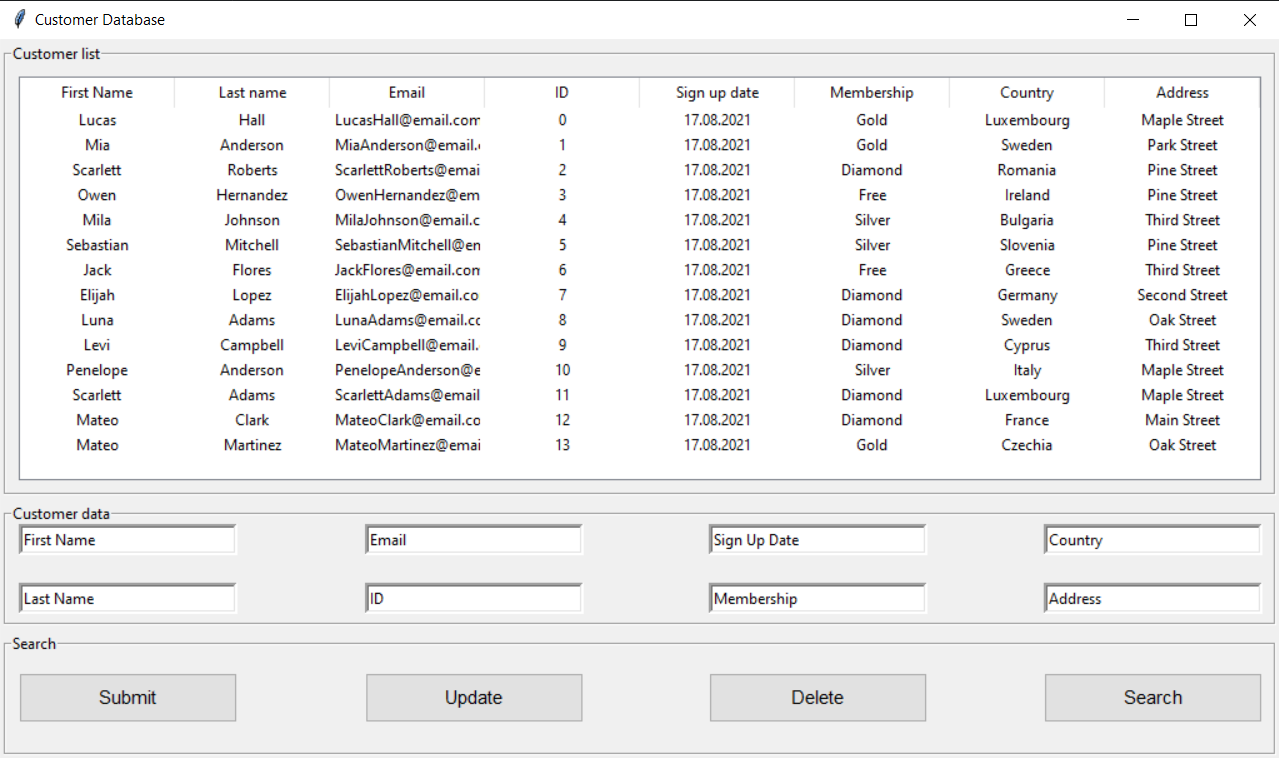 Customer Database
Customer list
First Name Last name Email ID Sign up date Membership Country Address
Lucas Hall LucasHall@email.com 0 17.08.2021 Gold Luxembourg Maple Street
Mia Anderson MiaAnderson@email. 1 17.08.2021 Gold Sweden Park Street
Scarlett Roberts ScarlettRoberts@emai 2 17.08.2021 Diamond Romania Pine Street
Owen Hernandez OwenHernandez@em 3 17.08.2021 Free Ireland Pine Street
Mila Johnson MilaJohnson@email.c 4 17.08.2021 Silver Bulgaria Third Street
Sebastian Mitchell SebastianMitchell@en 5 17.08.2021 Silver Slovenia Pine Street
Jack Flores JackFlores@email.com 6 17.08.2021 Free Greece Third Street
Elijah Lopez ElijahLopez@email.co 7 17.08.2021 Diamond Germany Second Street
Luna Adams LunaAdams@email.cc 8 17.08.2021 Diamond Sweden Oak Street
Levi Campbell LeviCampbell@email. 9 17.08.2021 Diamond Cyprus Third Street
Penelope Anderson PenelopeAnderson@e 10 17.08.2021 Silver Italy Maple Street
Scarlett Adams ScarlettAdams@email 11 17.08.2021 Diamond Luxembourg Maple Street
Mateo Clark MateoClark@email.co 12 17.08.2021 Diamond France Main Street
Mateo Martinez MateoMartinez@emai 13 17.08.2021 Gold Czechia Oak Street
Customer data
First Name Email Sign Up Date Country
Last Name ID Membership Address
Search
Submit Update Delete Search